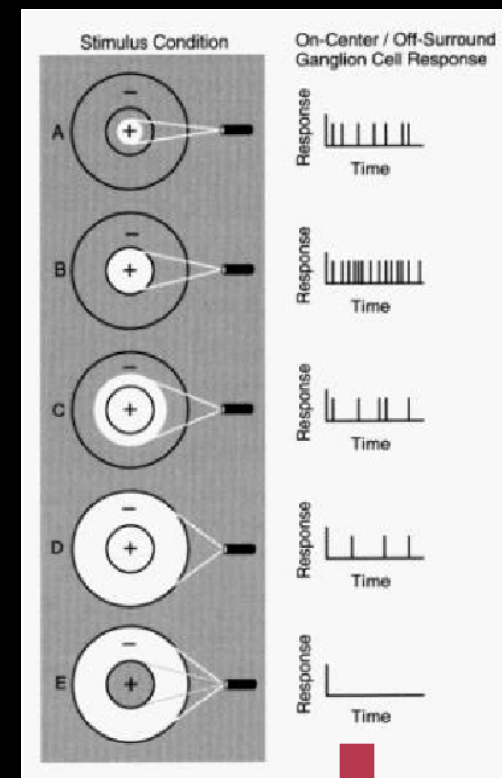 Stimulus Condition
On-Center / Off-Surround
Ganglion Cell Response
A
−
+
Response
Time
B
−
+
Response
Time
C
−
+
Response
Time
D
−
+
Response
Time
E
−
+
Response
Time